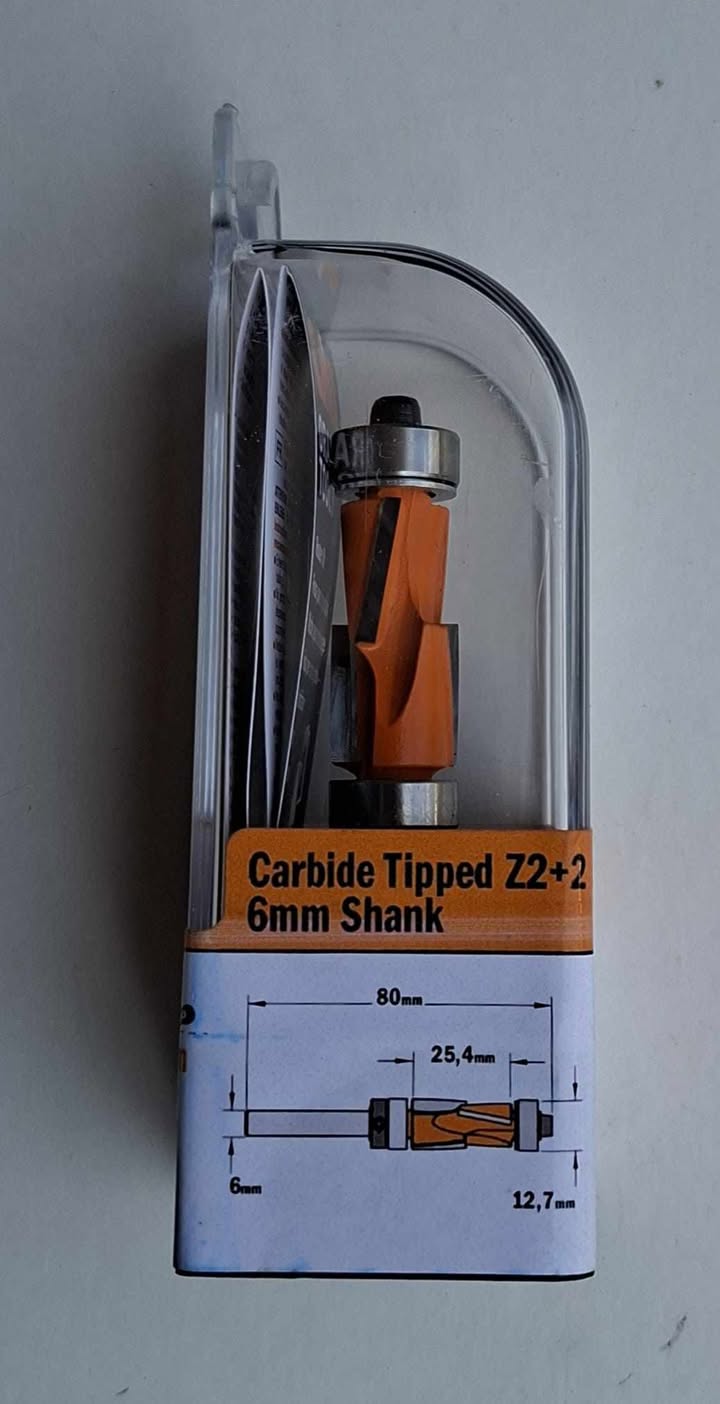 Carbide Tipped Z2+2
6mm Shank
80mm
25,4mm
6mm
12,7mm